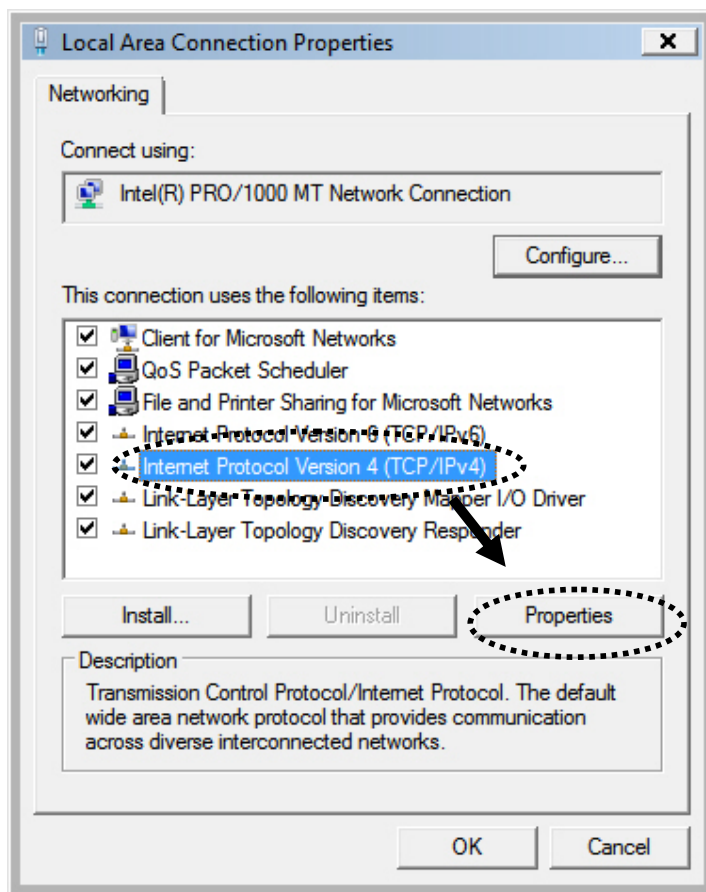 Local Area Connection Properties
Networking
Connect using:
Intel(R) PRO/1000 MT Network Connection
Configure...
This connection uses the following items:
Client for Microsoft Networks
QoS Packet Scheduler
File and Printer Sharing for Microsoft Networks
Internet Protocol Version 6 (TCP/IPv6)
Internet Protocol Version 4 (TCP/IPv4)
Link-Layer Topology Discovery Mapper I/O Driver
Link-Layer Topology Discovery Responder
Install... Uninstall Properties
Description
Transmission Control Protocol/Internet Protocol. The default
wide area network protocol that provides communication
across diverse interconnected networks.
OK Cancel